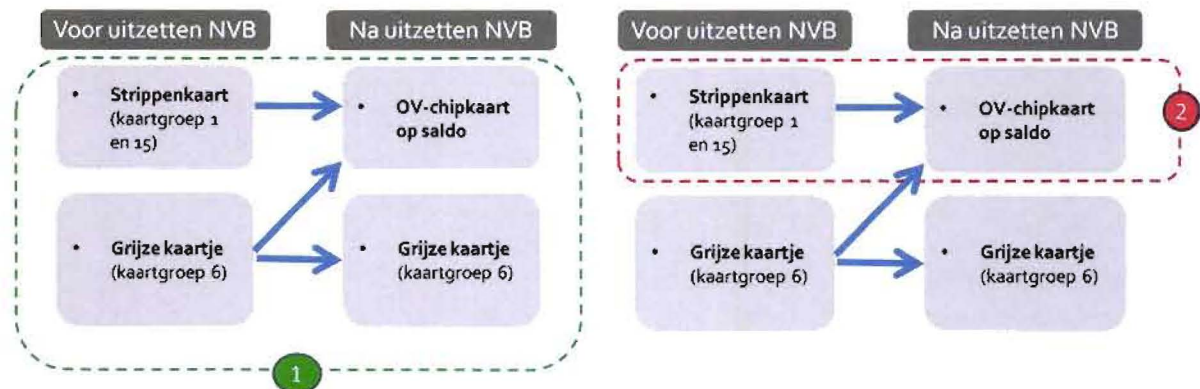 Voor uitzetten NVB
Na uitzetten NVB
• Strippenkaart
(kaartgroep 1
en 15)
• OV-chipkaart
op saldo
• Grijze kaartje
(kaartgroep 6)
• Grijze kaartje
(kaartgroep 6)
1
Voor uitzetten NVB
Na uitzetten NVB
• Strippenkaart
(kaartgroep 1
en 15)
• OV-chipkaart
op saldo
2
• Grijze kaartje
(kaartgroep 6)
• Grijze kaartje
(kaartgroep 6)